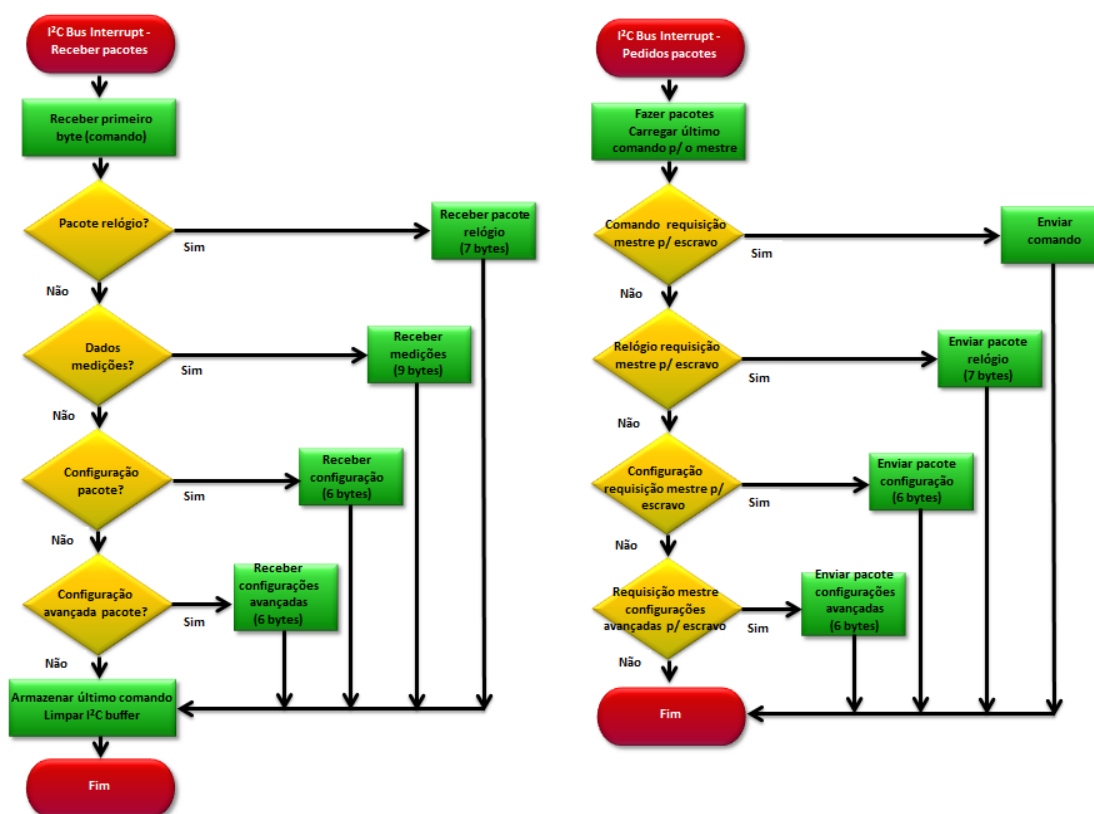 I²C Bus Interrupt -
Receber pacotes
Receber primeiro
byte (comando)
Pacote relógio?
Sim
Receber pacote
relógio
(7 bytes)
Não
Dados
medições?
Sim
Receber
medições
(9 bytes)
Não
Configuração
pacote?
Sim
Receber
configuração
(6 bytes)
Não
Configuração
avançada pacote?
Sim
Receber
configurações
avançadas
(6 bytes)
Não
Armazenar último comando
Limpar I²C buffer
Fim
I²C Bus Interrupt -
Pedidos pacotes
Fazer pacotes
Carregar último
comando p/ o mestre
Comando requisição
mestre p/ escravo
Sim
Enviar
comando
Não
Relógio requisição
mestre p/ escravo
Sim
Enviar pacote
relógio
(7 bytes)
Não
Configuração
requisição mestre p/
escravo
Sim
Enviar pacote
configuração
(6 bytes)
Não
Requisição mestre
configurações
avançadas p/ escravo
Sim
Enviar pacote
configurações
avançadas
(6 bytes)
Não
Fim